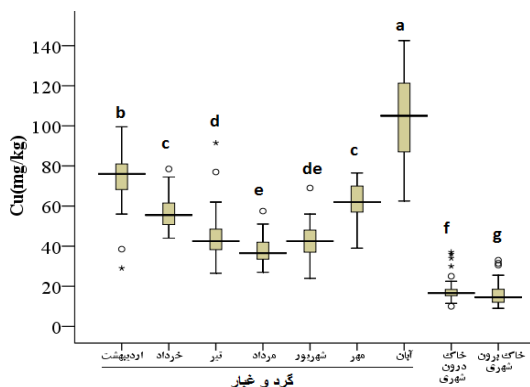 Cu(mg/kg)
140
120
100
80
60
40
20
0
b
c
d
e
de
c
a
f
g
اردیبهشت
خرداد
تیر
مرداد
شهریور
مهر
آبان
خاک درون شهری
خاک برون شهری
گرد و غبار